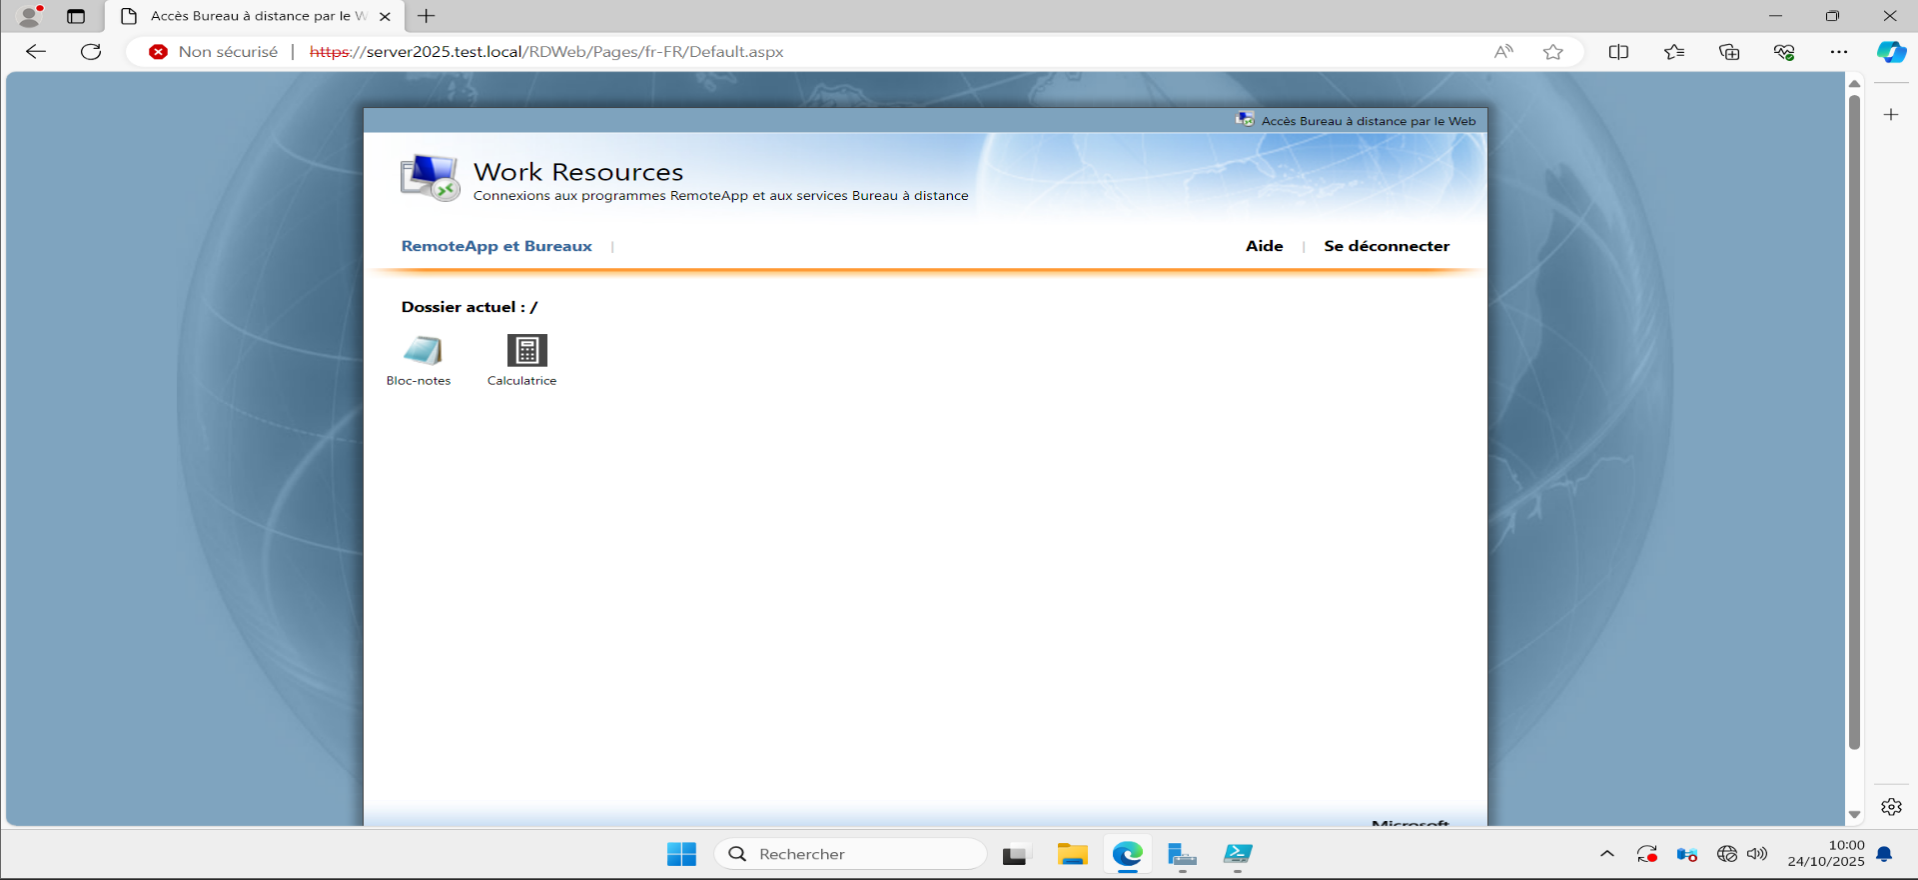 Accès Bureau à distance par le W
Non sécurisé | https://server2025.test.local/RDWeb/Pages/fr-FR/Default.aspx
Accès Bureau à distance par le Web
Work Resources
Connexions aux programmes RemoteApp et aux services Bureau à distance
RemoteApp et Bureaux | Aide | Se déconnecter
Dossier actuel : /
Bloc-notes Calculatrice
Microsoft
Rechercher
10:00
24/10/2025